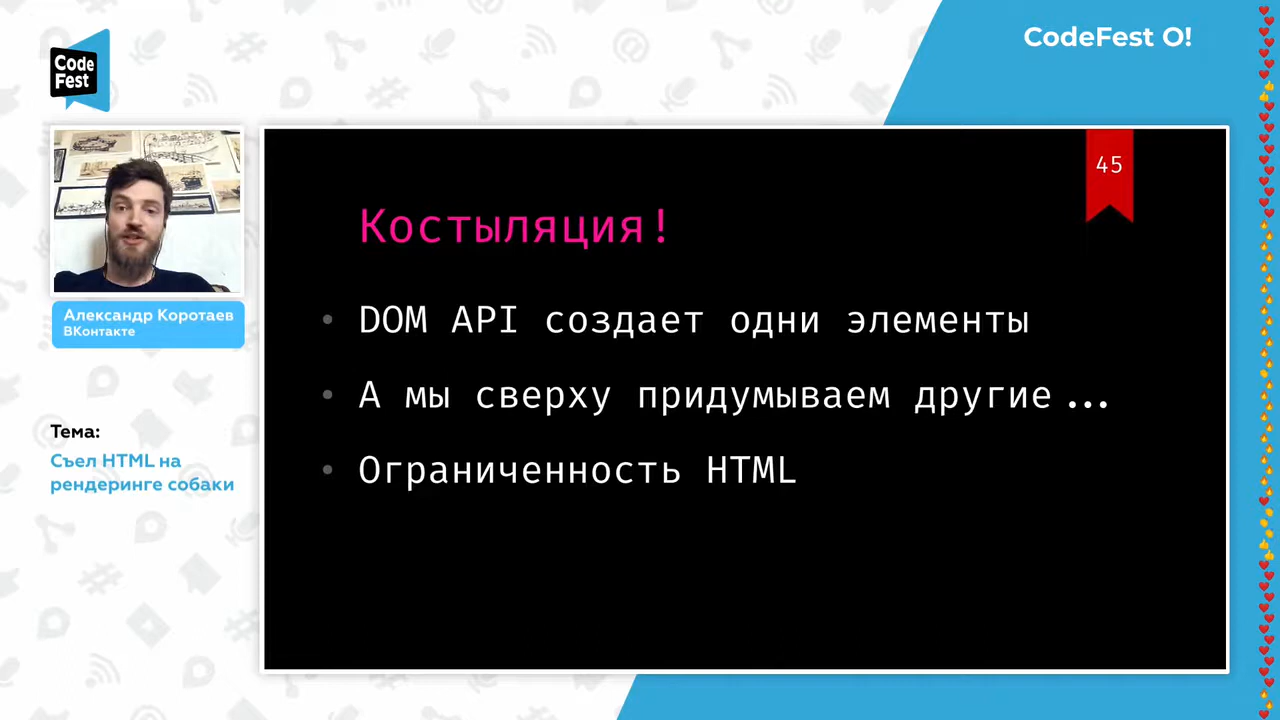 Code
Fest
CodeFest O!
45
Костыляция!
• DOM API создает одни элементы
• А мы сверху придумываем другие...
• Ограниченность HTML
Александр Коротаев
ВКонтакте
Тема:
Съел HTML на
рендеринге собаки